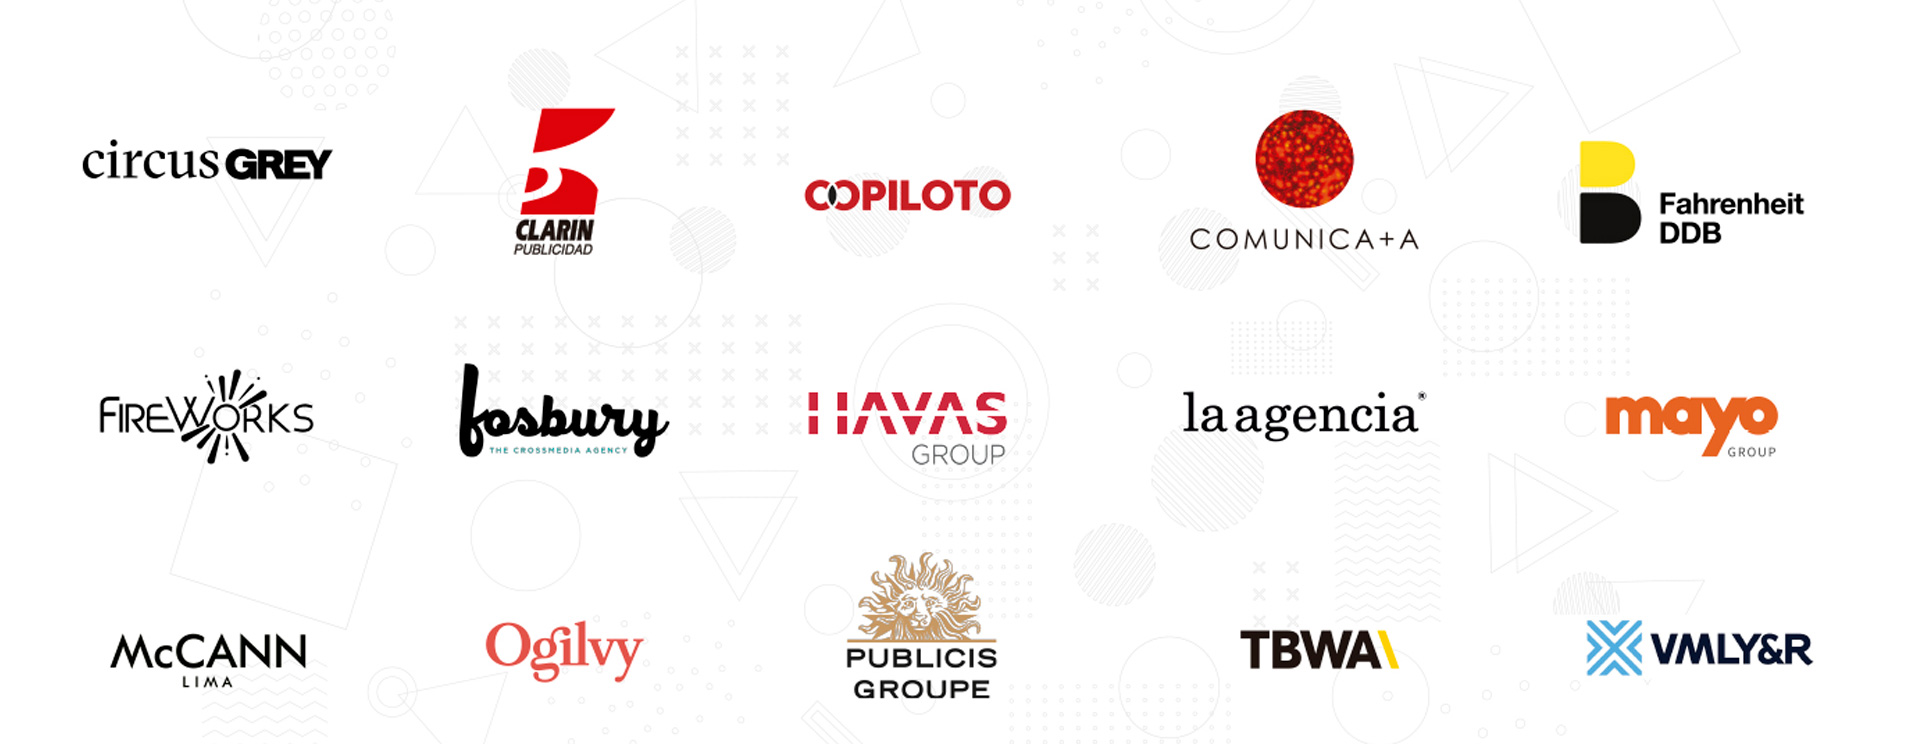 circus GREY
CLARIN
PUBLICIDAD
COPILOTO
COMUNICA+A
Fahrenheit
DDB
FIREWORKS
fosbury
THE CROSSMEDIA AGENCY
HAVAS
GROUP
la agencia®
mayo
GROUP
McCANN
LIMA
Ogilvy
PUBLICIS
GROUPE
TBWA\
VMLY&R